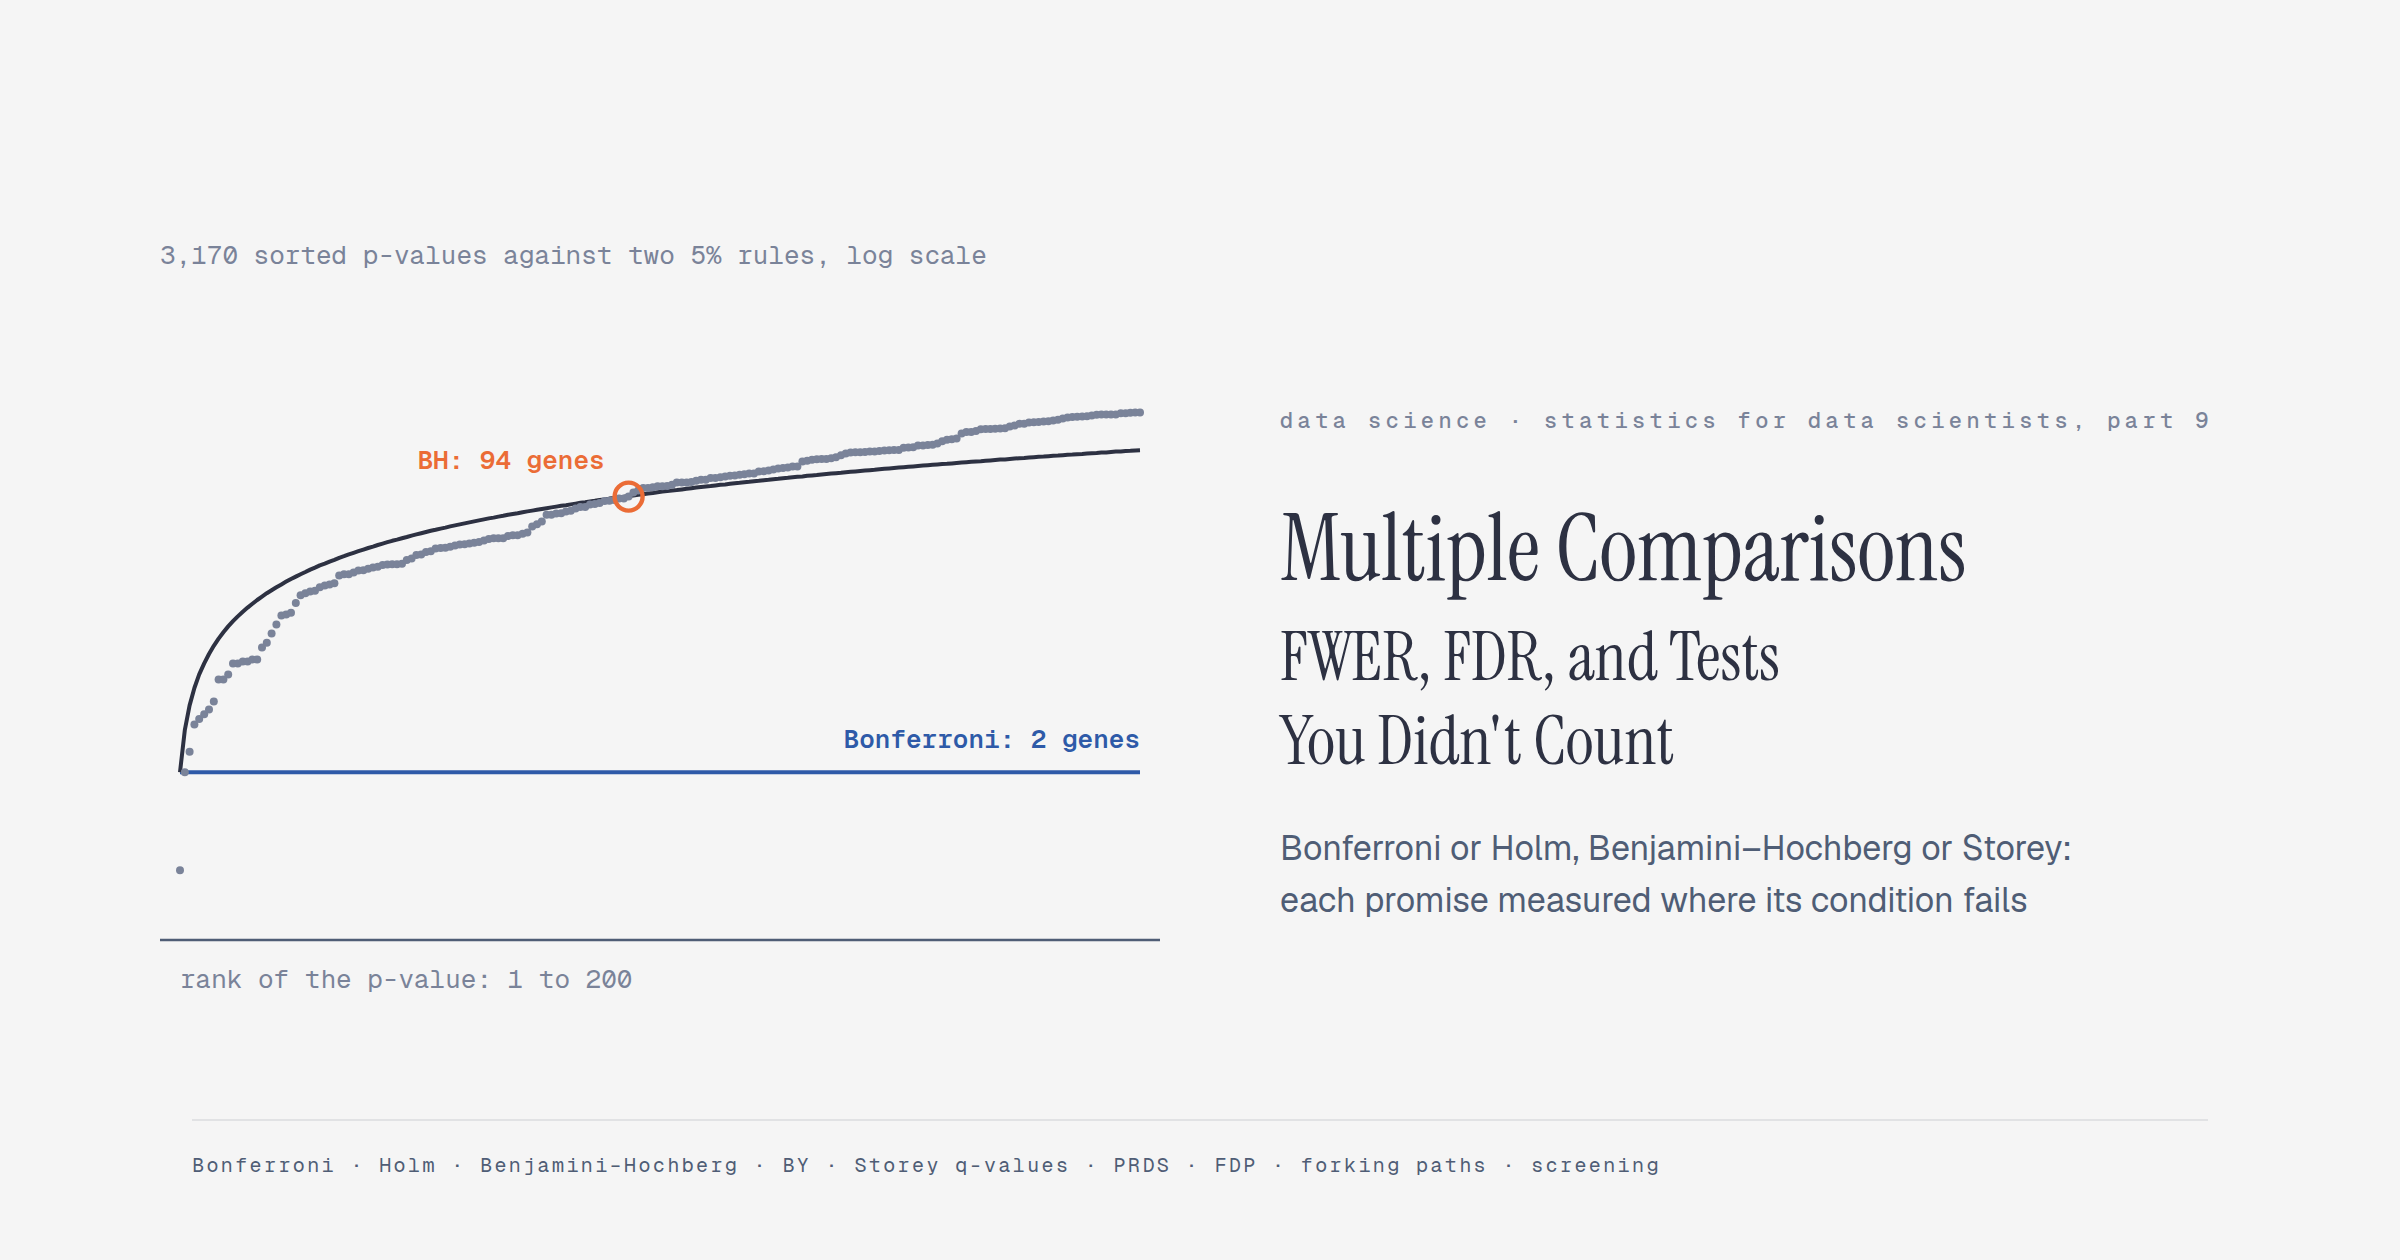 3,170 sorted p-values against two 5% rules, log scale
BH: 94 genes
Bonferroni: 2 genes
rank of the p-value: 1 to 200
data science · statistics for data scientists, part 9
Multiple Comparisons
FWER, FDR, and Tests
You Didn't Count
Bonferroni or Holm, Benjamini–Hochberg or Storey:
each promise measured where its condition fails
Bonferroni · Holm · Benjamini-Hochberg · BY · Storey q-values · PRDS · FDP · forking paths · screening